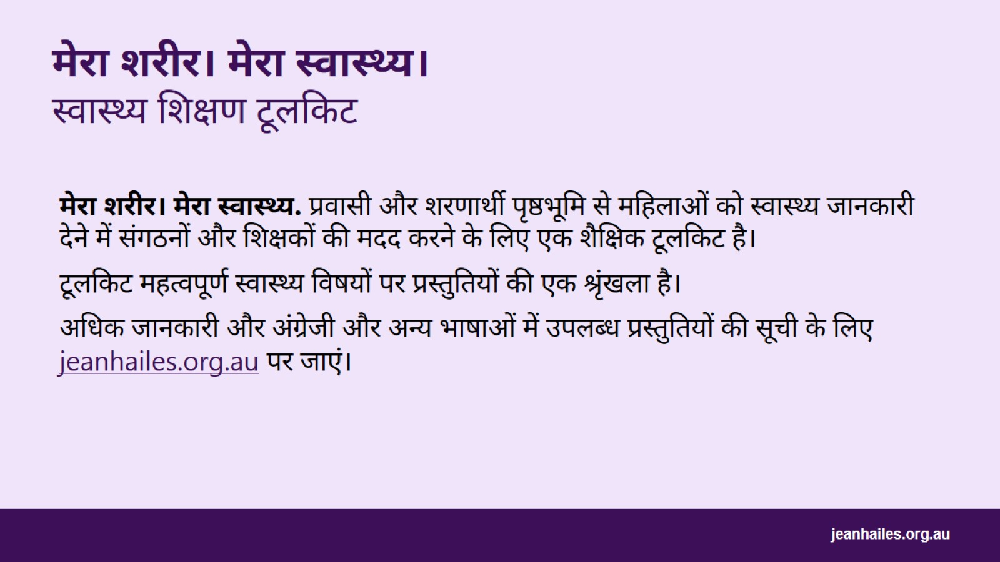 मेरा शरीर। मेरा स्वास्थ्य।
स्वास्थ्य शिक्षण टूलकिट
मेरा शरीर। मेरा स्वास्थ्य. प्रवासी और शरणार्थी पृष्ठभूमि से महिलाओं को स्वास्थ्य जानकारी
देने में संगठनों और शिक्षकों की मदद करने के लिए एक शैक्षिक टूलकिट है।
टूलकिट महत्वपूर्ण स्वास्थ्य विषयों पर प्रस्तुतियों की एक श्रृंखला है।
अधिक जानकारी और अंग्रेजी और अन्य भाषाओं में उपलब्ध प्रस्तुतियों की सूची के लिए
jeanhailes.org.au पर जाएं।
jeanhailes.org.au